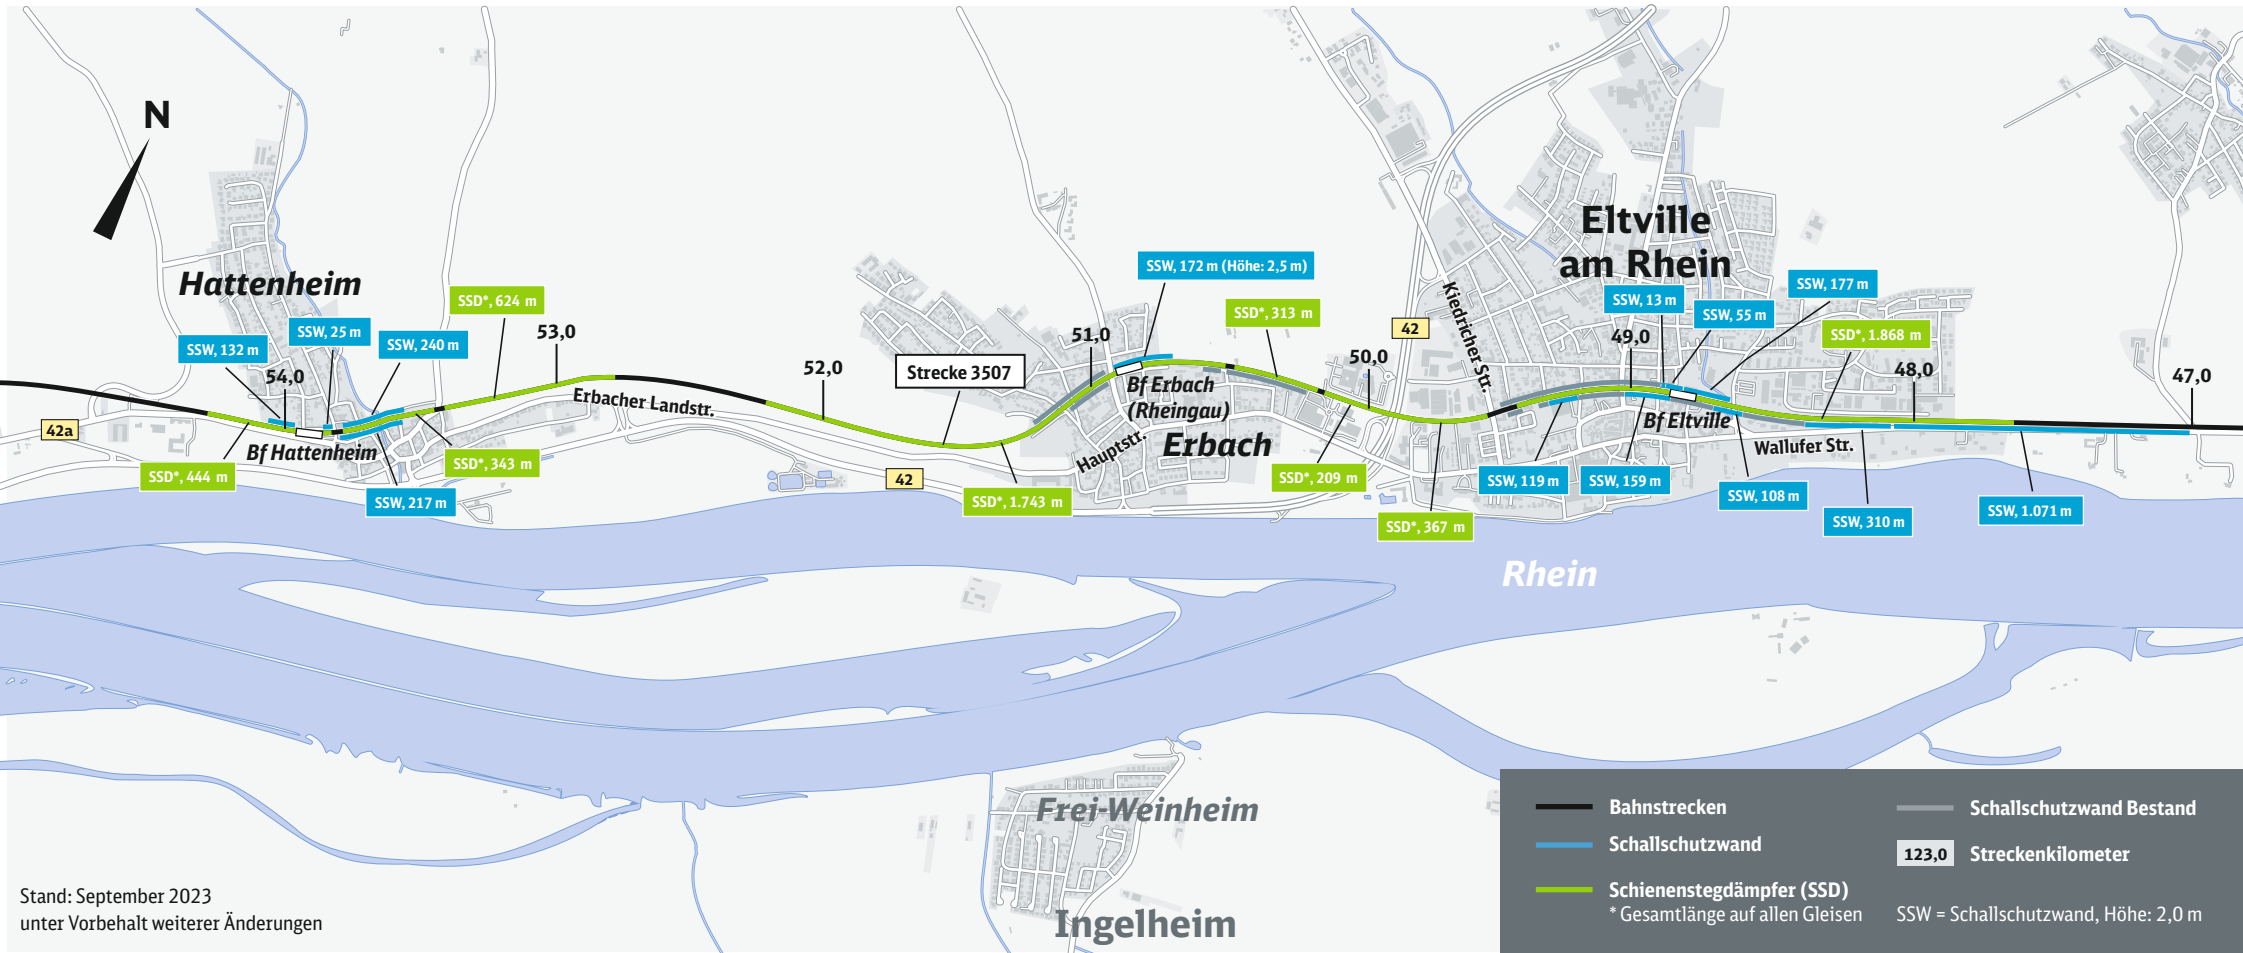 N
Hattenheim
SSW, 132 m
SSW, 25 m
SSW, 240 m
SSD*, 624 m
54,0
53,0
52,0
42a
Bf Hattenheim
SSD*, 444 m
SSW, 217 m
SSD*, 343 m
Erbacher Landstr.
Strecke 3507
42
SSD*, 1.743 m
51,0
SSW, 172 m (Höhe: 2,5 m)
Bf Erbach
(Rheingau)
Hauptstr.
Erbach
SSD*, 313 m
SSD*, 209 m
50,0
42
Kiedricher Str.
SSD*, 367 m
Eltville
am Rhein
SSW, 13 m
SSW, 55 m
SSW, 177 m
SSD*, 1.868 m
49,0
48,0
47,0
Bf Eltville
Wallufer Str.
SSW, 119 m
SSW, 159 m
SSW, 108 m
SSW, 310 m
SSW, 1.071 m
Rhein
Frei-Weinheim
Ingelheim
Stand: September 2023
unter Vorbehalt weiterer Änderungen
Bahnstrecken
Schallschutzwand
Schienenstegdämpfer (SSD)
* Gesamtlänge auf allen Gleisen
Schallschutzwand Bestand
123,0 Streckenkilometer
SSW = Schallschutzwand, Höhe: 2,0 m